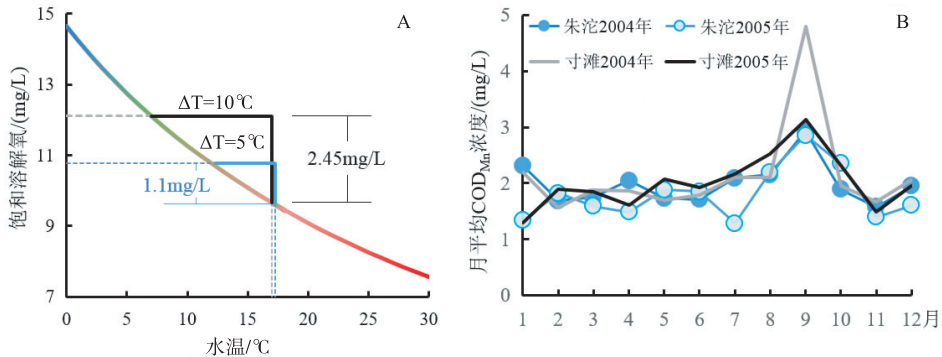 A
饱和溶解氧/(mg/L)
15
13
11
9
7
ΔT=10℃
ΔT=5℃
2.45mg/L
1.1mg/L
0 5 10 15 20 25 30
水温/℃
B
月平均COD_Mn浓度/(mg/L)
5
4
3
2
1
0
朱沱2004年 朱沱2005年
寸滩2004年 寸滩2005年
1 2 3 4 5 6 7 8 9 10 11 12月